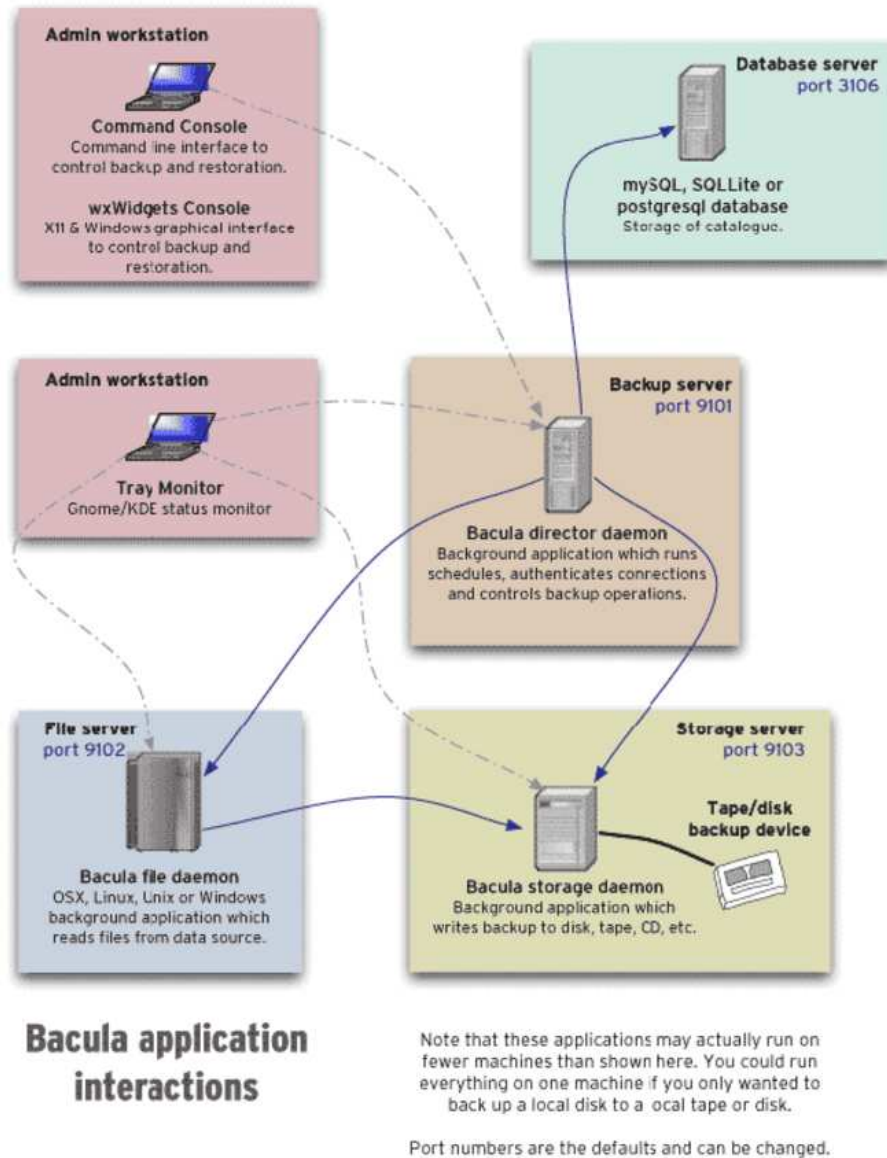 Admin workstation
Command Console
Command line interface to
control backup and restoration.
wxWidgets Console
X11 & Windows graphical interface
to control backup and
restoration.
Database server
port 3106
mySQL, SQLLite or
postgresql database
Storage of catalogue.
Admin workstation
Tray Monitor
Gnome/KDE status monitor
Backup server
port 9101
Bacula director daemon
Background application which runs
schedules, authenticates connections
and controls backup operations.
File server
port 9102
Bacula file daemon
OSX, Linux, Unix or Windows
background application which
reads files from data source.
Storage server
port 9103
Tape/disk
backup device
Bacula storage daemon
Background application which
writes backup to disk, tape, CD, etc.
Bacula application
interactions
Note that these applications may actually run on
fewer machines than shown here. You could run
everything on one machine if you only wanted to
back up a local disk to a local tape or disk.
Port numbers are the defaults and can be changed.